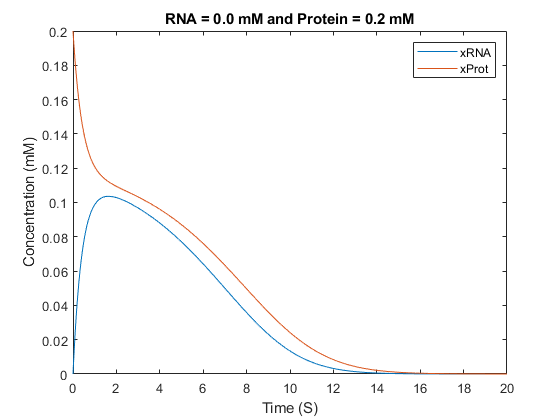 RNA = 0.0 mM and Protein = 0.2 mM
xRNA
xProt
Concentration (mM)
0.2
0.18
0.16
0.14
0.12
0.1
0.08
0.06
0.04
0.02
0
0 2 4 6 8 10 12 14 16 18 20
Time (S)